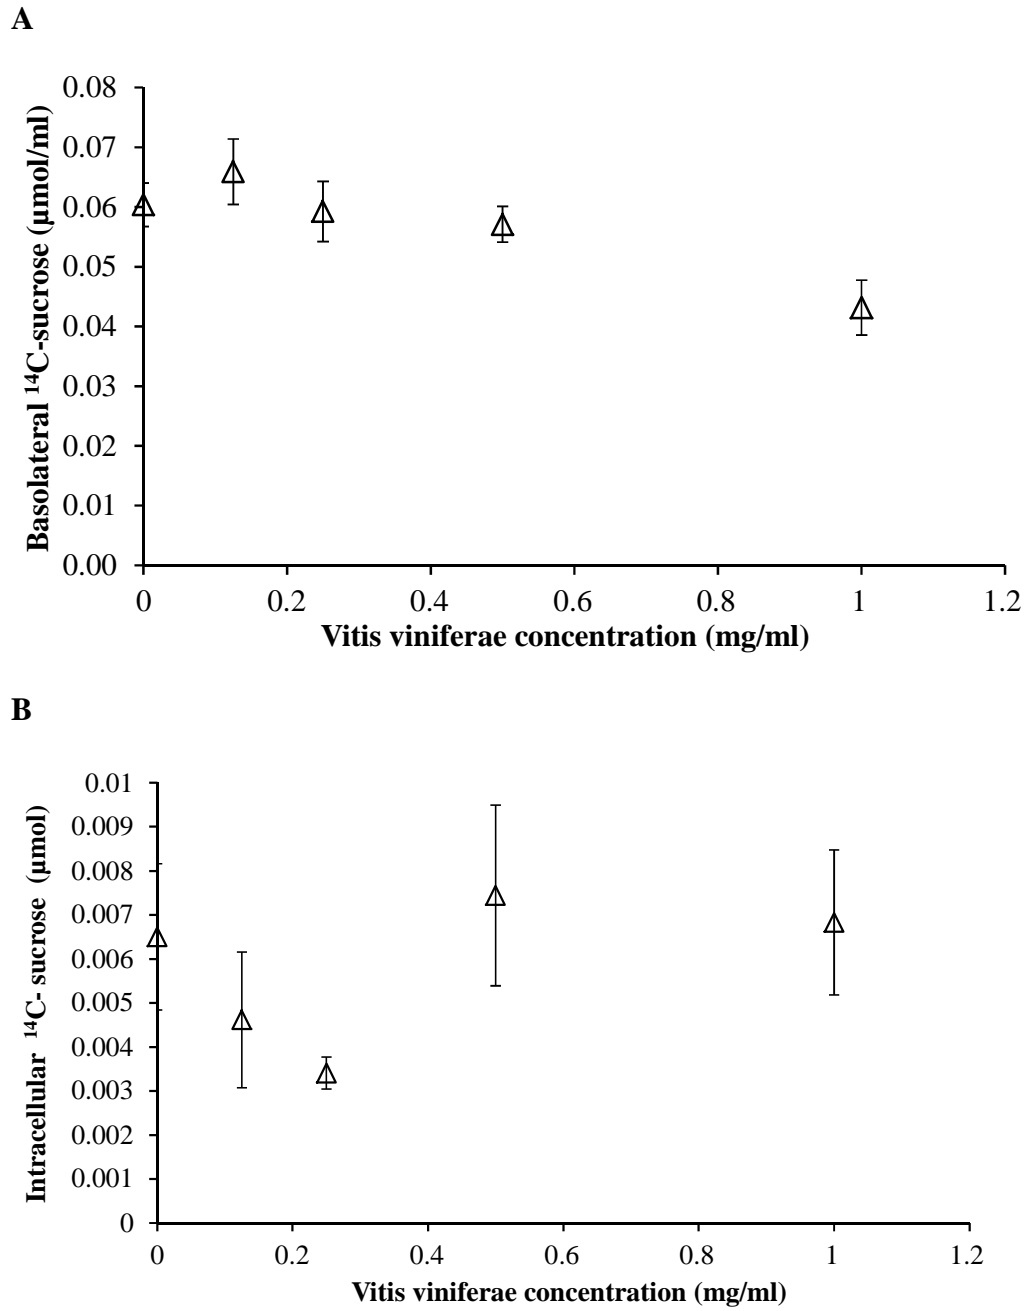 A
0.08
0.07
0.06
0.05
0.04
0.03
0.02
0.01
0.00
Basolateral ¹⁴C-sucrose (µmol/ml)
0 0.2 0.4 0.6 0.8 1 1.2
Vitis viniferae concentration (mg/ml)
B
0.01
0.009
0.008
0.007
0.006
0.005
0.004
0.003
0.002
0.001
0
Intracellular ¹⁴C- sucrose (µmol)
0 0.2 0.4 0.6 0.8 1 1.2
Vitis viniferae concentration (mg/ml)